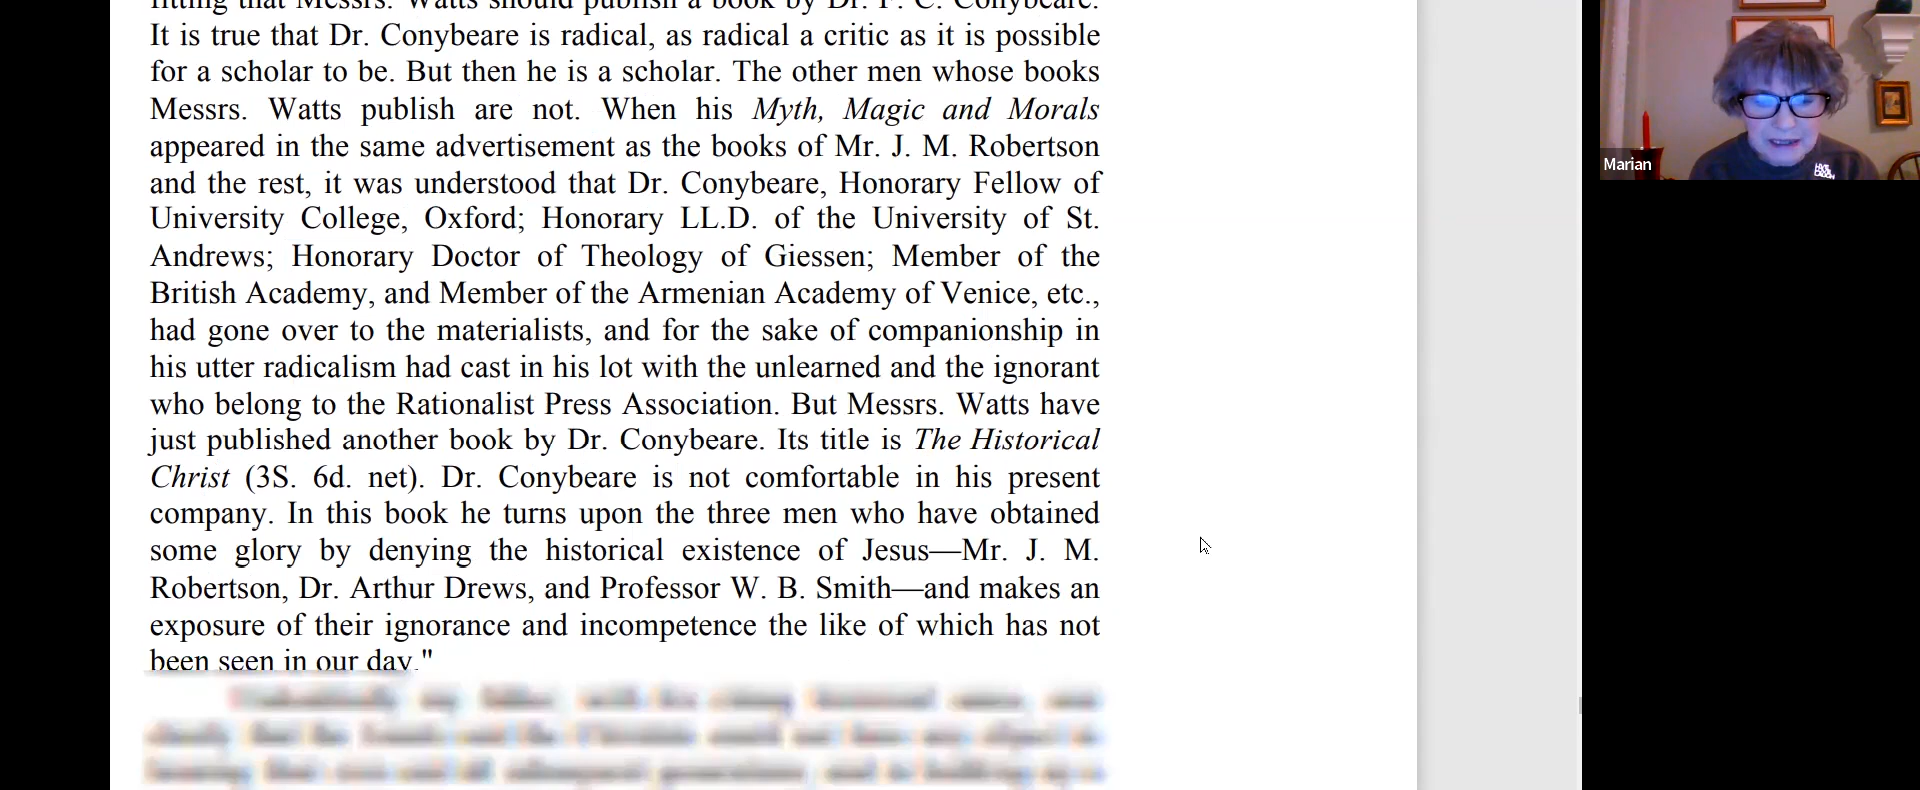 fitting that Messrs. Watts should publish a book by Dr. F. C. Conybeare.
It is true that Dr. Conybeare is radical, as radical a critic as it is possible
for a scholar to be. But then he is a scholar. The other men whose books
Messrs. Watts publish are not. When his Myth, Magic and Morals
appeared in the same advertisement as the books of Mr. J. M. Robertson
and the rest, it was understood that Dr. Conybeare, Honorary Fellow of
University College, Oxford; Honorary LL.D. of the University of St.
Andrews; Honorary Doctor of Theology of Giessen; Member of the
British Academy, and Member of the Armenian Academy of Venice, etc.,
had gone over to the materialists, and for the sake of companionship in
his utter radicalism had cast in his lot with the unlearned and the ignorant
who belong to the Rationalist Press Association. But Messrs. Watts have
just published another book by Dr. Conybeare. Its title is The Historical
Christ (3S. 6d. net). Dr. Conybeare is not comfortable in his present
company. In this book he turns upon the three men who have obtained
some glory by denying the historical existence of Jesus—Mr. J. M.
Robertson, Dr. Arthur Drews, and Professor W. B. Smith—and makes an
exposure of their ignorance and incompetence the like of which has not
been seen in our day."
Marian